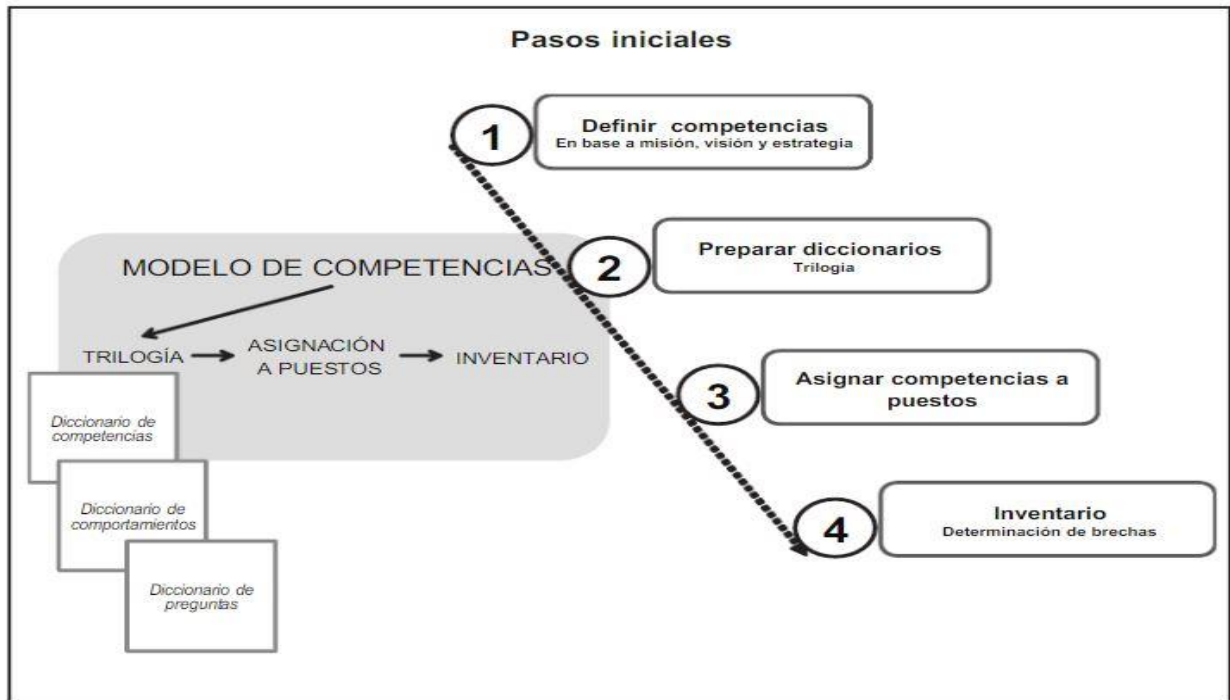 Pasos iniciales
1
Definir competencias
En base a misión, visión y estrategia
2
Preparar diccionarios
Trilogia
MODELO DE COMPETENCIAS
TRILOGÍA
ASIGNACIÓN
A PUESTOS
INVENTARIO
3
Asignar competencias a
puestos
Diccionario de
competencias
Diccionario de
comportamientos
Diccionario de
preguntas
4
Inventario
Determinación de brechas